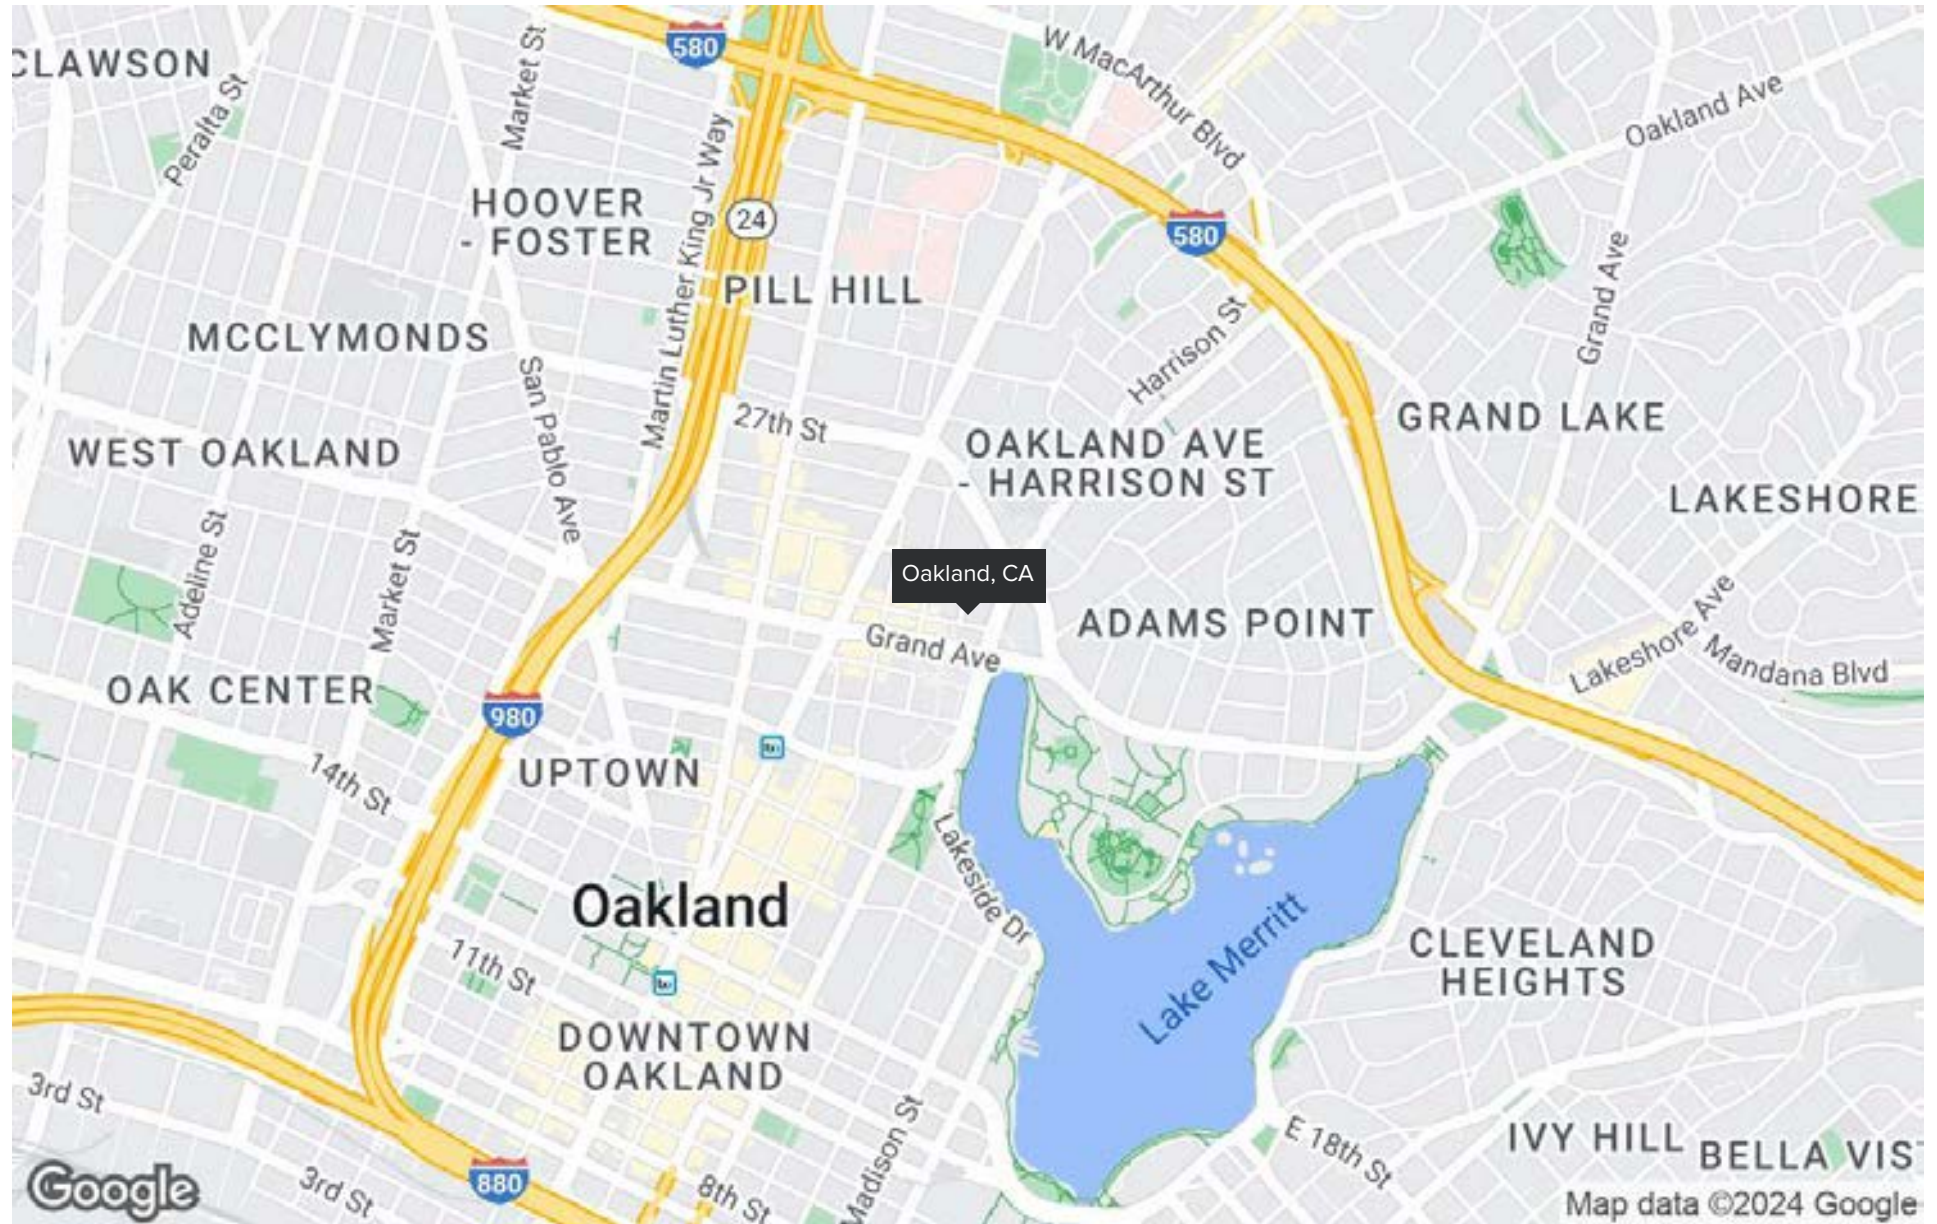 580
W MacArthur Blvd
CLAWSON
Market St
Oakland Ave
Peralta St
Martin Luther King Jr Way
HOOVER
- FOSTER
24
580
PILL HILL
Grand Ave
MCCLYMONDS
Harrison St
San Pablo Ave
27th St
GRAND LAKE
WEST OAKLAND
OAKLAND AVE
- HARRISON ST
LAKESHORE
Adeline St
Market St
Oakland, CA
ADAMS POINT
Grand Ave
Lakeshore Ave
Mandana Blvd
OAK CENTER
980
14th St
UPTOWN
Lakeside Dr
Oakland
Lake Merritt
CLEVELAND
HEIGHTS
11th St
DOWNTOWN
OAKLAND
3rd St
Madison St
E 18th St
IVY HILL
BELLA VIS
Google
3rd St
880
8th St
Map data ©2024 Google